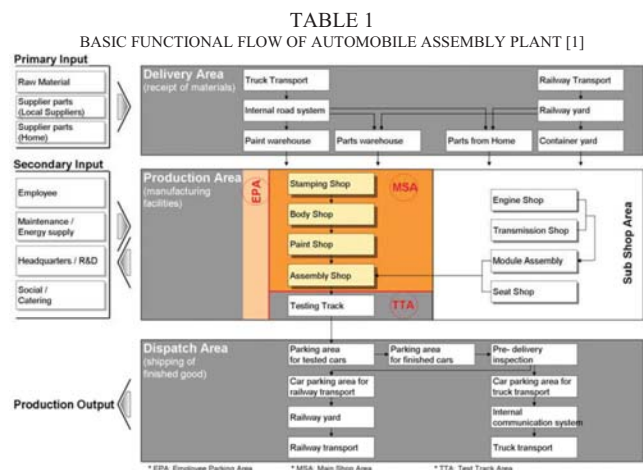 TABLE 1
BASIC FUNCTIONAL FLOW OF AUTOMOBILE ASSEMBLY PLANT [1]
Primary Input
Raw Material
Supplier parts
(Local Suppliers)
Supplier parts
(Home)
Delivery Area
(receipt of materials)
Truck Transport
Railway Transport
Internal road system
Railway yard
Paint warehouse
Parts warehouse
Parts from Home
Container yard
Secondary Input
Employee
Maintenance /
Energy supply
Headquarters / R&D
Social /
Catering
Production Area
(manufacturing
facilities)
EPA
Stamping Shop
MSA
Body Shop
Paint Shop
Assembly Shop
Testing Track
TTA
Engine Shop
Transmission Shop
Module Assembly
Seat Shop
Sub Shop Area
Dispatch Area
(shipping of
finished good)
Parking area
for tested cars
Parking area
for finished cars
Pre- delivery
inspection
Car parking area for
railway transport
Car parking area for
truck transport
Production Output
Railway yard
Internal
communication system
Railway transport
Truck transport
* EPA: Employee Parking Area
* MSA: Main Shop Area
* TTA: Test Track Area